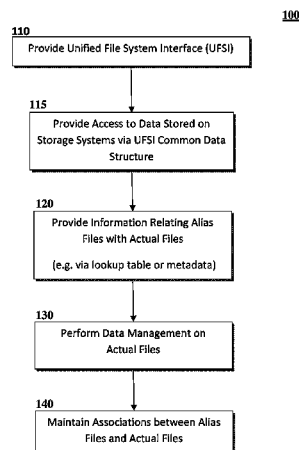 100
110
Provide Unified File System Interface (UFSI)
115
Provide Access to Data Stored on
Storage Systems via UFSI Common Data
Structure
120
Provide Information Relating Alias
Files with Actual Files
(e.g. via lookup table or metadata)
130
Perform Data Management on
Actual Files
140
Maintain Associations between Alias
Files and Actual Files